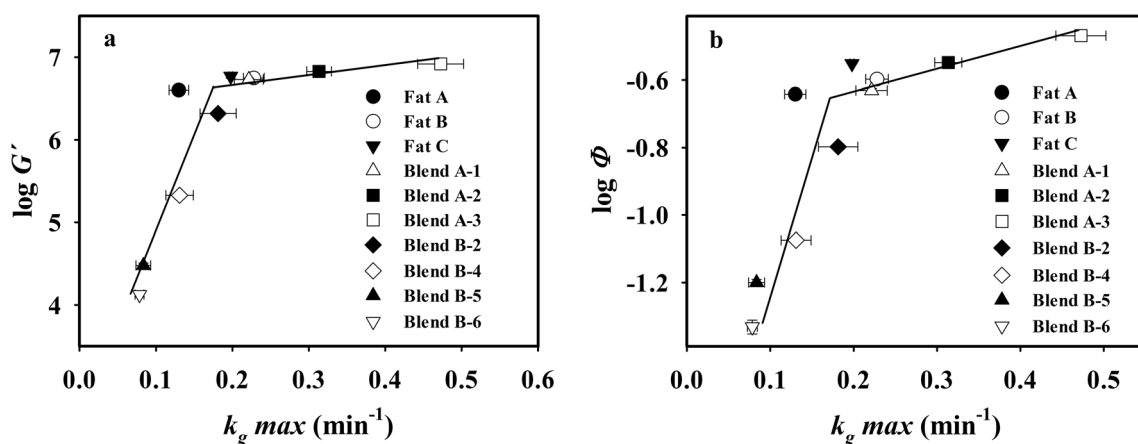 a
log G´
7
6
5
4
Fat A
Fat B
Fat C
Blend A-1
Blend A-2
Blend A-3
Blend B-2
Blend B-4
Blend B-5
Blend B-6
0.0 0.1 0.2 0.3 0.4 0.5 0.6
k_g max (min⁻¹)
b
log Φ
-0.6
-0.8
-1.0
-1.2
Fat A
Fat B
Fat C
Blend A-1
Blend A-2
Blend A-3
Blend B-2
Blend B-4
Blend B-5
Blend B-6
0.0 0.1 0.2 0.3 0.4 0.5
k_g max (min⁻¹)